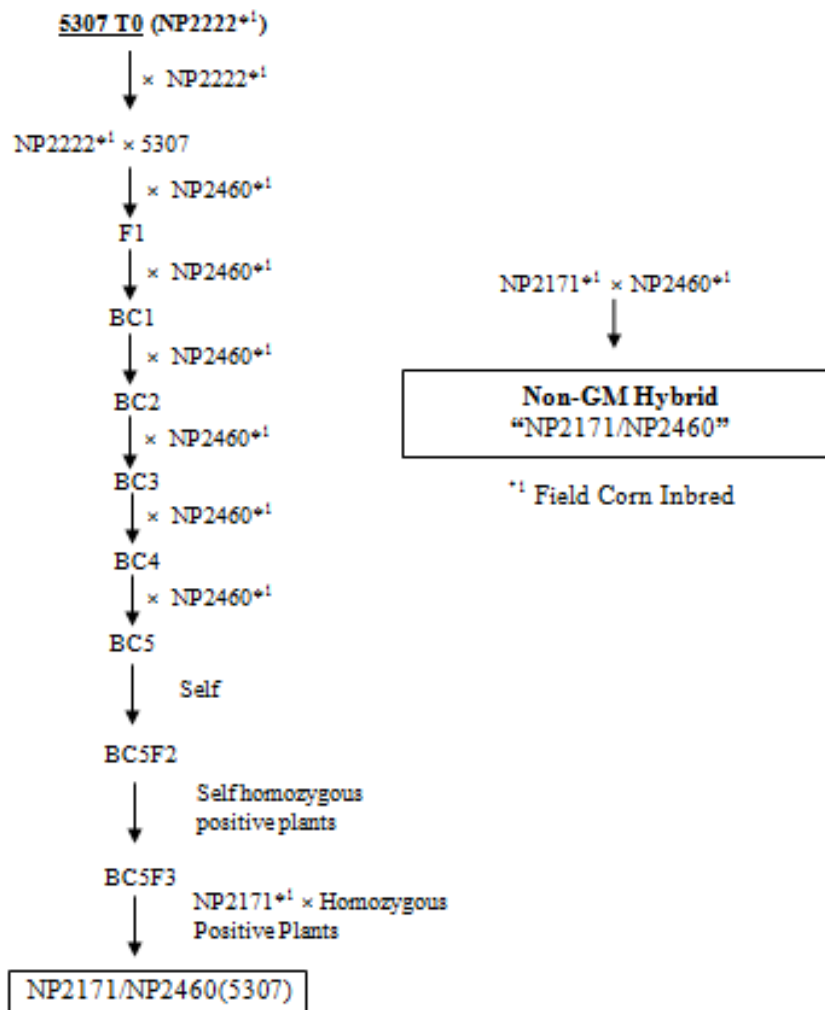 5307 T0 (NP2222*¹)
× NP2222*¹
NP2222*¹ × 5307
× NP2460*¹
F1
× NP2460*¹
BC1
× NP2460*¹
BC2
× NP2460*¹
BC3
× NP2460*¹
BC4
× NP2460*¹
BC5
Self
BC5F2
Self homozygous
positive plants
BC5F3
NP2171*¹ × Homozygous
Positive Plants
NP2171/NP2460(5307)
NP2171*¹ × NP2460*¹
Non-GM Hybrid
“NP2171/NP2460”
*¹ Field Corn Inbred